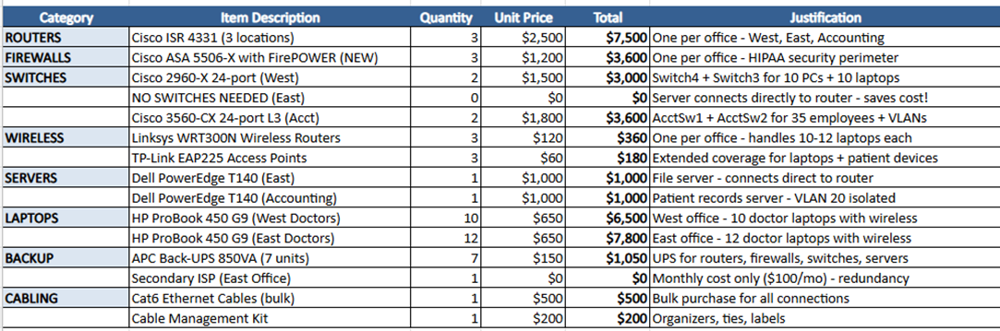 Category Item Description Quantity Unit Price Total Justification
ROUTERS Cisco ISR 4331 (3 locations) 3 $2,500 $7,500 One per office - West, East, Accounting
FIREWALLS Cisco ASA 5506-X with FirePOWER (NEW) 3 $1,200 $3,600 One per office - HIPAA security perimeter
SWITCHES Cisco 2960-X 24-port (West) 2 $1,500 $3,000 Switch4 + Switch3 for 10 PCs + 10 laptops
NO SWITCHES NEEDED (East) 0 $0 $0 Server connects directly to router - saves cost!
Cisco 3560-CX 24-port L3 (Acct) 2 $1,800 $3,600 AcctSw1 + AcctSw2 for 35 employees + VLANs
WIRELESS Linksys WRT300N Wireless Routers 3 $120 $360 One per office - handles 10-12 laptops each
TP-Link EAP225 Access Points 3 $60 $180 Extended coverage for laptops + patient devices
SERVERS Dell PowerEdge T140 (East) 1 $1,000 $1,000 File server - connects direct to router
Dell PowerEdge T140 (Accounting) 1 $1,000 $1,000 Patient records server - VLAN 20 isolated
LAPTOPS HP ProBook 450 G9 (West Doctors) 10 $650 $6,500 West office - 10 doctor laptops with wireless
HP ProBook 450 G9 (East Doctors) 12 $650 $7,800 East office - 12 doctor laptops with wireless
BACKUP APC Back-UPS 850VA (7 units) 7 $150 $1,050 UPS for routers, firewalls, switches, servers
Secondary ISP (East Office) 1 $0 $0 Monthly cost only ($100/mo) - redundancy
CABLING Cat6 Ethernet Cables (bulk) 1 $500 $500 Bulk purchase for all connections
Cable Management Kit 1 $200 $200 Organizers, ties, labels